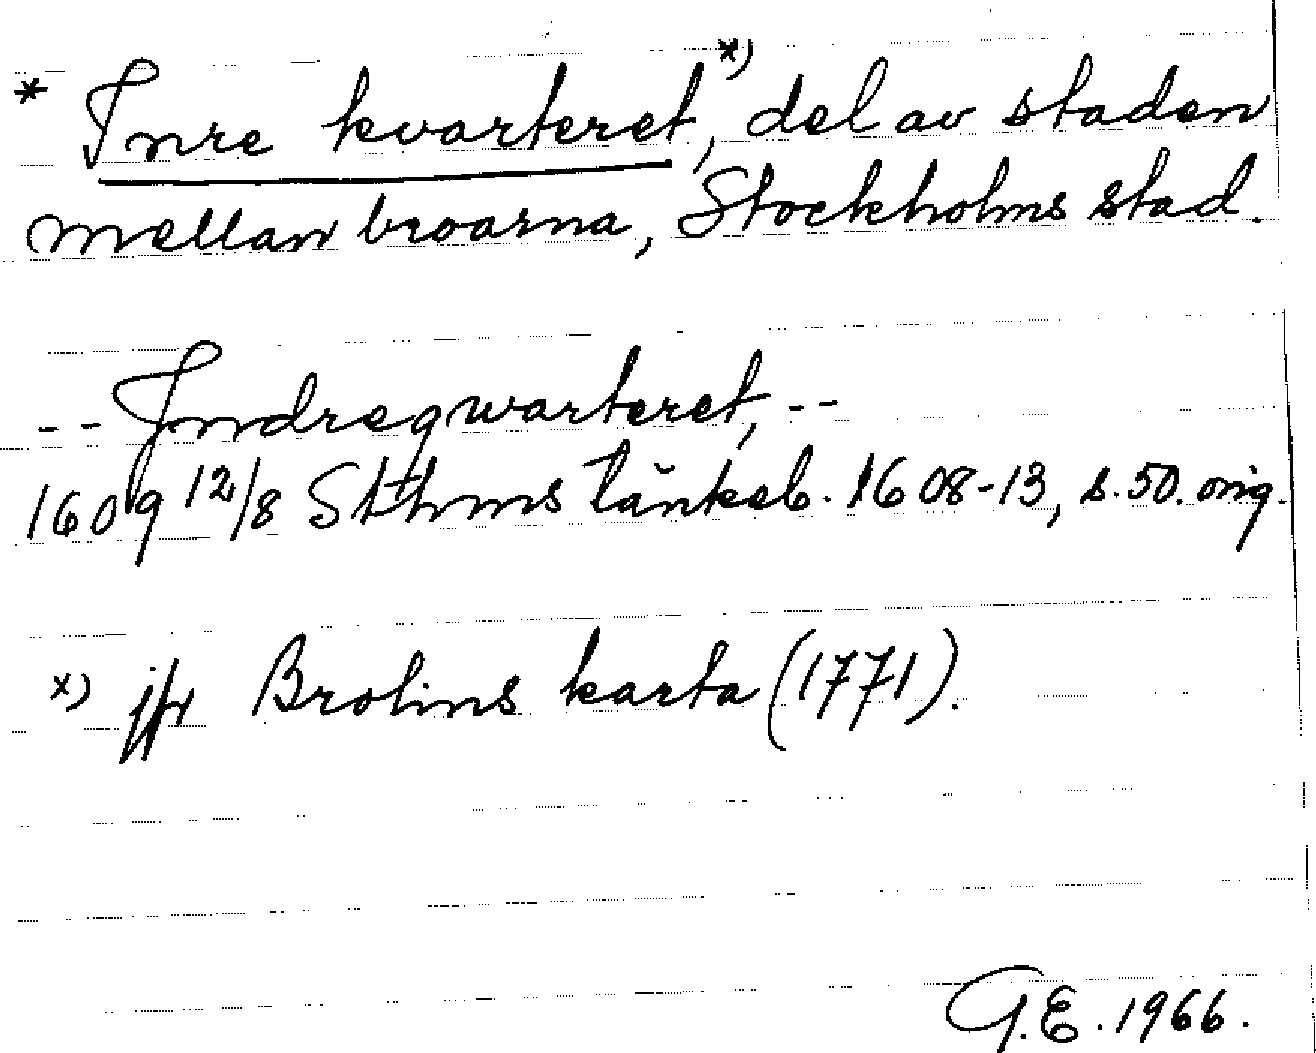 * Inre kvarteret, x) del av staden
mellan broarna, Stockholms stad.
-- Jndreqwarteret, --
1609 12/8 Sthms tänkeb. 1608-13, s. 50. orig.
x) jfr Brolins karta (1771).
G.E. 1966.